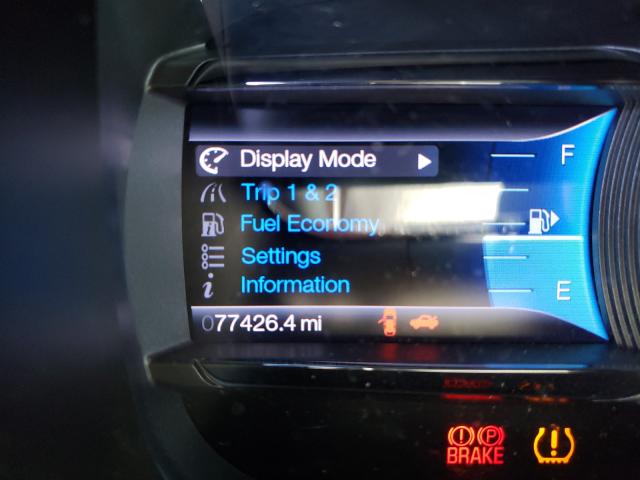 Display Mode
F
Trip 1 & 2
Fuel Economy
Settings
Information
E
077426.4 mi
(!) (P)
BRAKE
(!)